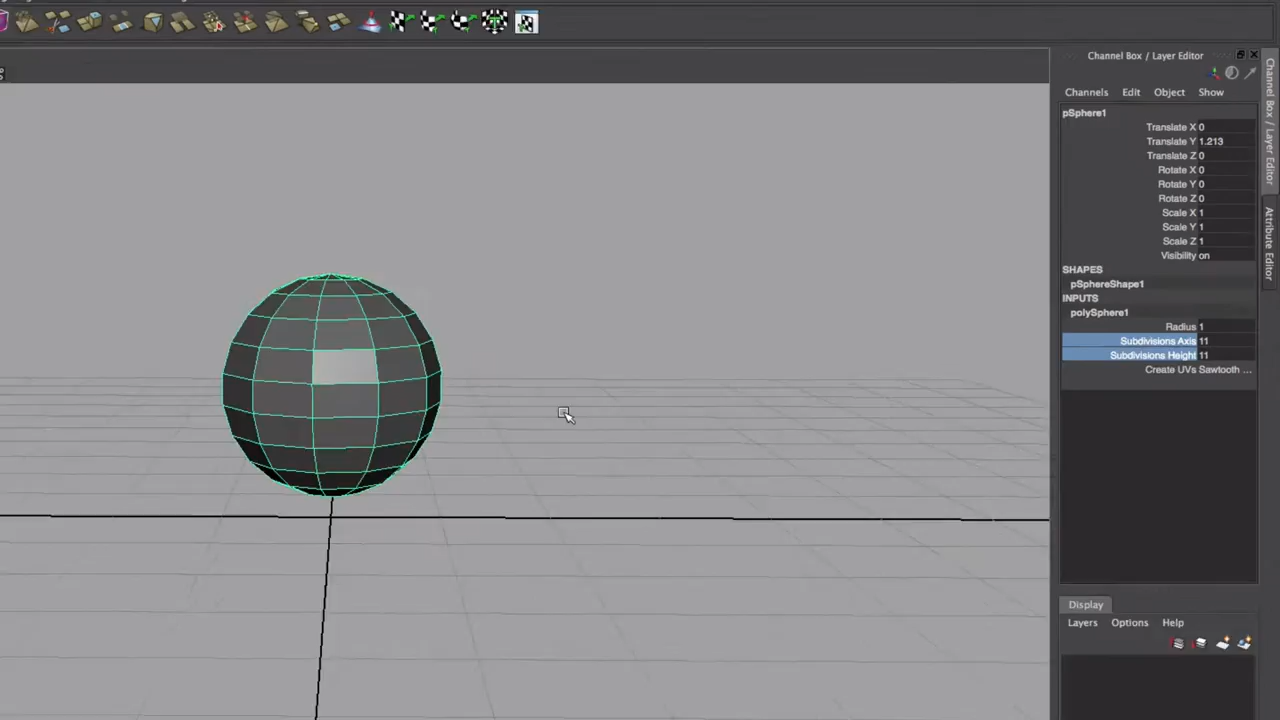 Channel Box / Layer Editor
Channels Edit Object Show
pSphere1
Translate X 0
Translate Y 1.213
Translate Z 0
Rotate X 0
Rotate Y 0
Rotate Z 0
Scale X 1
Scale Y 1
Scale Z 1
Visibility on
SHAPES
pSphereShape1
INPUTS
polySphere1
Radius 1
Subdivisions Axis 11
Subdivisions Height 11
Create UVs Sawtooth ...
Display
Layers Options Help
Channel Box / Layer Editor
Attribute Editor